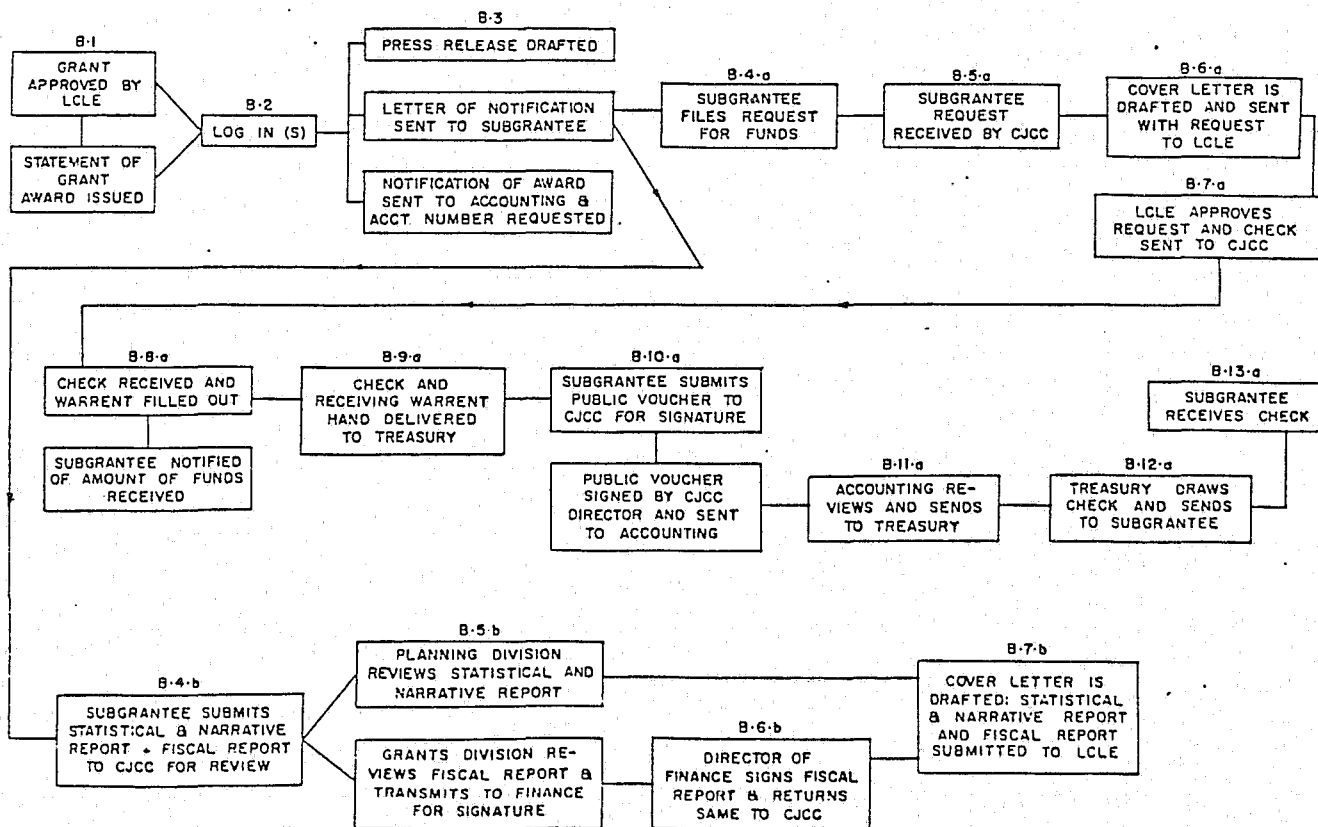 B·1
GRANT
APPROVED BY
LCLE
STATEMENT OF
GRANT
AWARD ISSUED
B·2
LOG IN (S)
B·3
PRESS RELEASE DRAFTED
LETTER OF NOTIFICATION
SENT TO SUBGRANTEE
NOTIFICATION OF AWARD
SENT TO ACCOUNTING &
ACCT. NUMBER REQUESTED
B·4·a
SUBGRANTEE
FILES REQUEST
FOR FUNDS
B·5·a
SUBGRANTEE
REQUEST
RECEIVED BY CJCC
B·6·a
COVER LETTER IS
DRAFTED AND SENT
WITH REQUEST
TO LCLE
B·7·a
LCLE APPROVES
REQUEST AND CHECK
SENT TO CJCC
B·8·a
CHECK RECEIVED AND
WARRENT FILLED OUT
SUBGRANTEE NOTIFIED
OF AMOUNT OF FUNDS
RECEIVED
B·9·a
CHECK AND
RECEIVING WARRENT
HAND DELIVERED
TO TREASURY
B·10·a
SUBGRANTEE SUBMITS
PUBLIC VOUCHER TO
CJCC FOR SIGNATURE
PUBLIC VOUCHER
SIGNED BY CJCC
DIRECTOR AND SENT
TO ACCOUNTING
B·11·a
ACCOUNTING RE-
VIEWS AND SENDS
TO TREASURY
B·12·a
TREASURY DRAWS
CHECK AND SENDS
TO SUBGRANTEE
B·13·a
SUBGRANTEE
RECEIVES CHECK
B·4·b
SUBGRANTEE SUBMITS
STATISTICAL & NARRATIVE
REPORT + FISCAL REPORT
TO CJCC FOR REVIEW
B·5·b
PLANNING DIVISION
REVIEWS STATISTICAL AND
NARRATIVE REPORT
GRANTS DIVISION RE-
VIEWS FISCAL REPORT &
TRANSMITS TO FINANCE
FOR SIGNATURE
B·6·b
DIRECTOR OF
FINANCE SIGNS FISCAL
REPORT & RETURNS
SAME TO CJCC
B·7·b
COVER LETTER IS
DRAFTED; STATISTICAL
& NARRATIVE REPORT
AND FISCAL REPORT
SUBMITTED TO LCLE